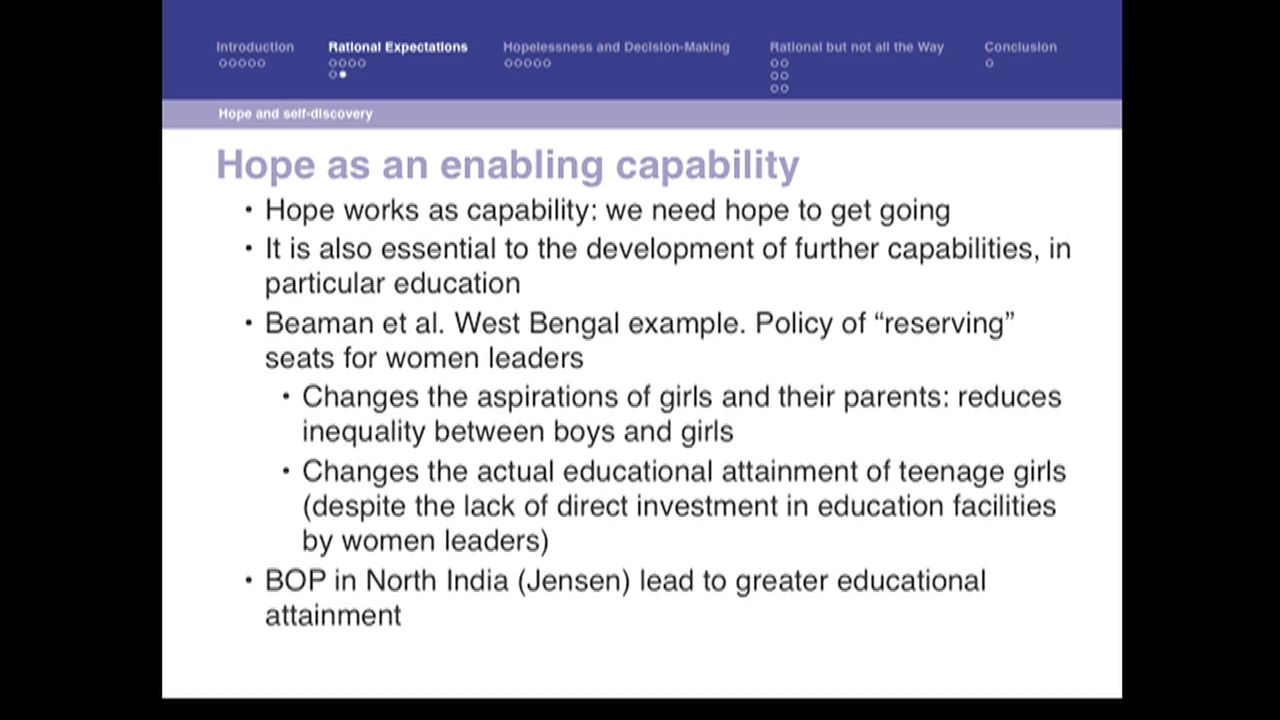 Introduction Rational Expectations Hopelessness and Decision-Making Rational but not all the Way Conclusion
Hope and self-discovery
Hope as an enabling capability
• Hope works as capability: we need hope to get going
• It is also essential to the development of further capabilities, in
particular education
• Beaman et al. West Bengal example. Policy of “reserving”
seats for women leaders
• Changes the aspirations of girls and their parents: reduces
inequality between boys and girls
• Changes the actual educational attainment of teenage girls
(despite the lack of direct investment in education facilities
by women leaders)
• BOP in North India (Jensen) lead to greater educational
attainment